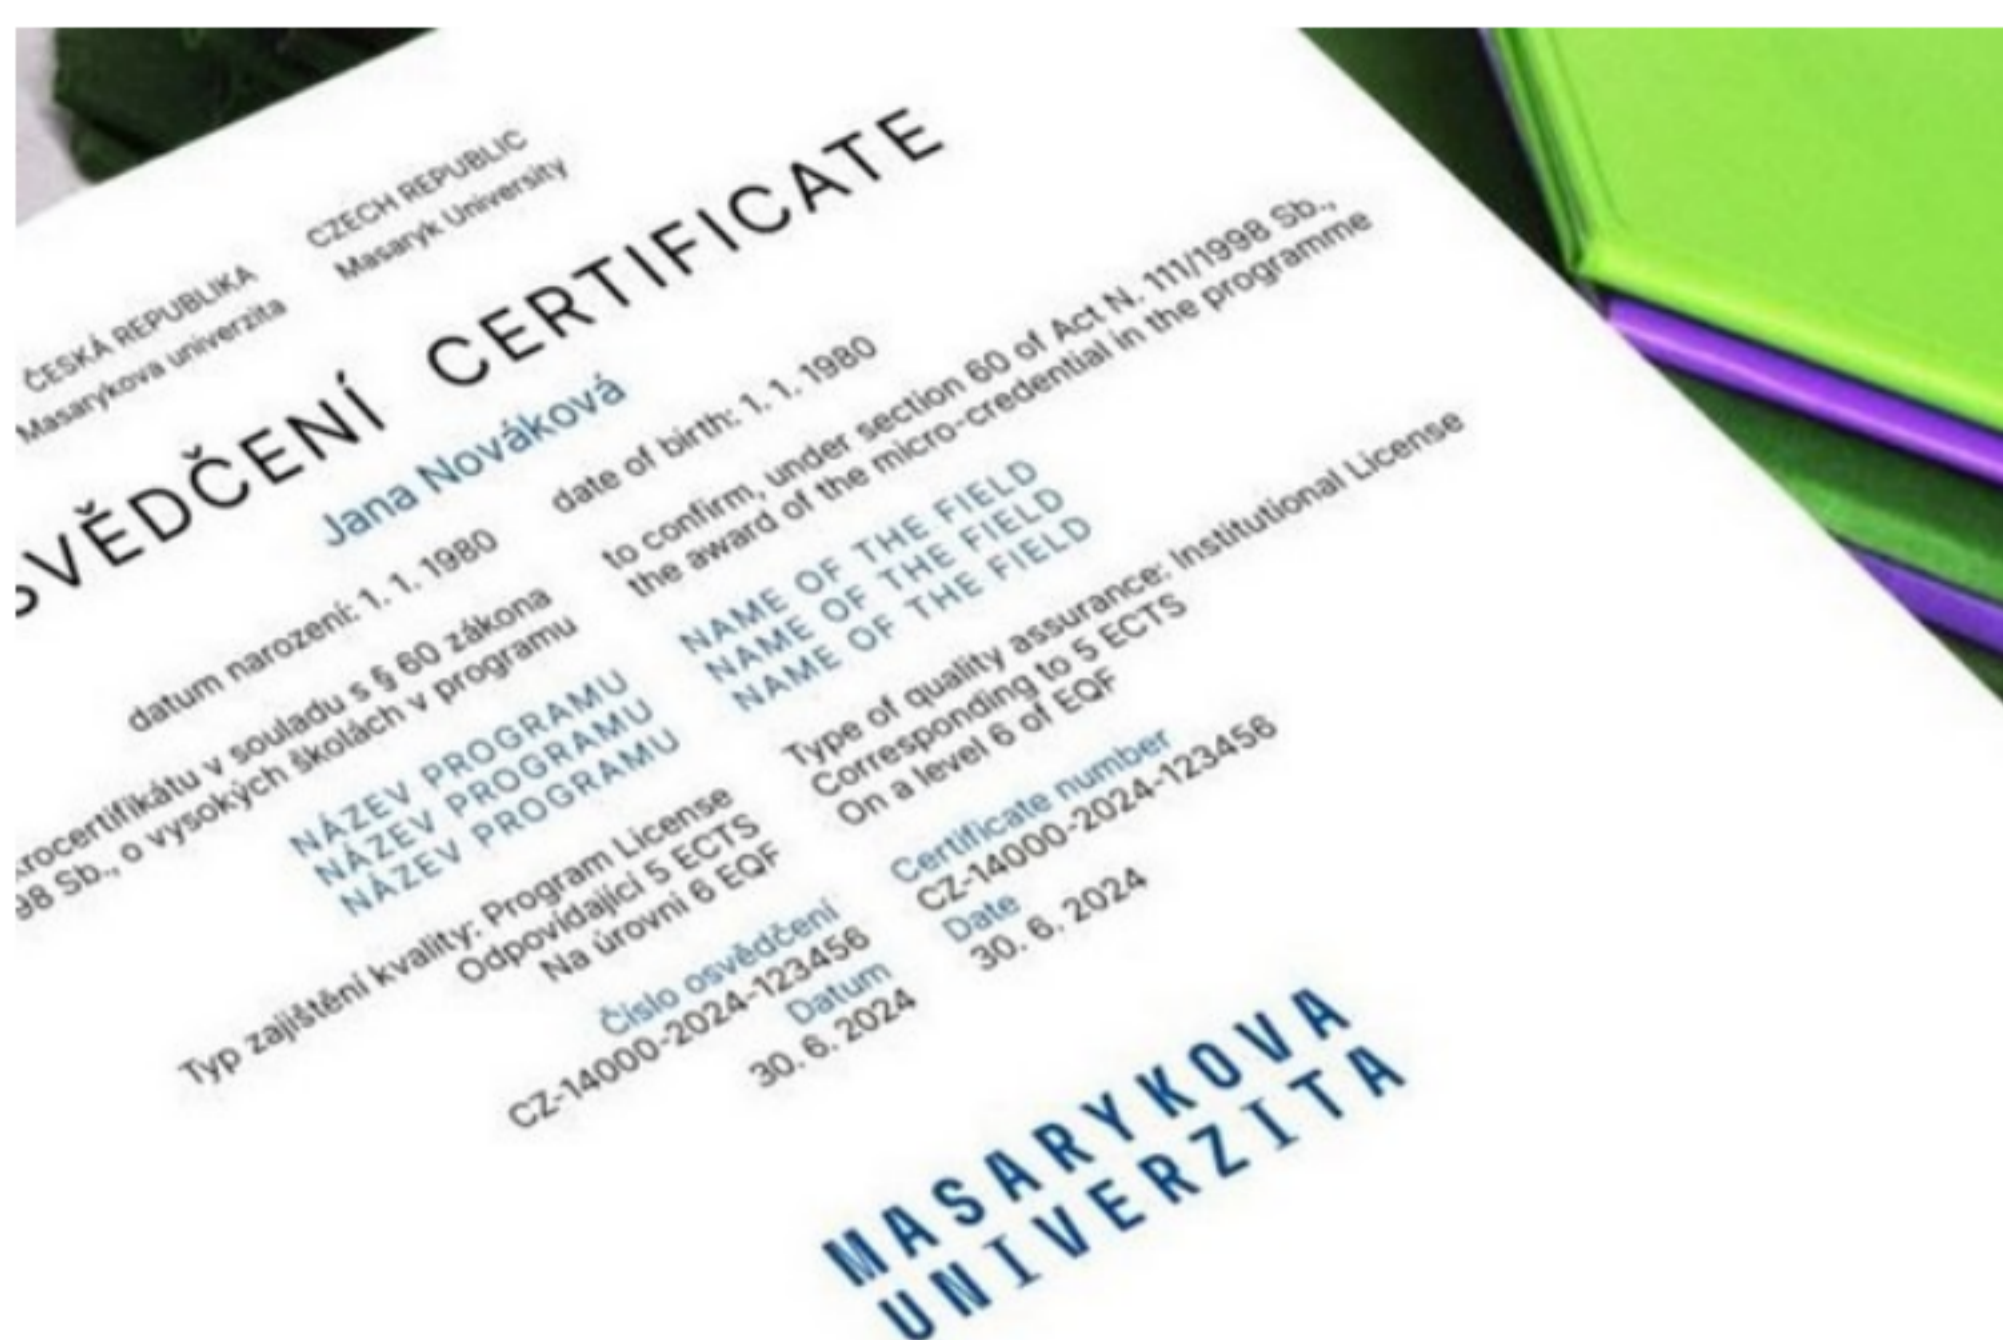 ČESKÁ REPUBLIKA
Masarykova univerzita
CZECH REPUBLIC
Masaryk University
SVĚDČENÍ CERTIFICATE
Jana Nováková
datum narození: 1. 1. 1980
krocertifikátu v souladu s § 60 zákona
98 Sb., o vysokých školách v programu
NÁZEV PROGRAMU
NÁZEV PROGRAMU
NÁZEV PROGRAMU
Typ zajištění kvality: Program License
Odpovídající 5 ECTS
Na úrovni 6 EQF
Číslo osvědčení
CZ-14000-2024-123456
Datum
30. 6. 2024
date of birth: 1. 1. 1980
to confirm, under section 60 of Act N. 111/1998 Sb.,
the award of the micro-credential in the programme
NAME OF THE FIELD
NAME OF THE FIELD
NAME OF THE FIELD
Type of quality assurance: Institutional License
Corresponding to 5 ECTS
On a level 6 of EQF
Certificate number
CZ-14000-2024-123456
Date
30. 6. 2024
MASARYKOVA
UNIVERZITA